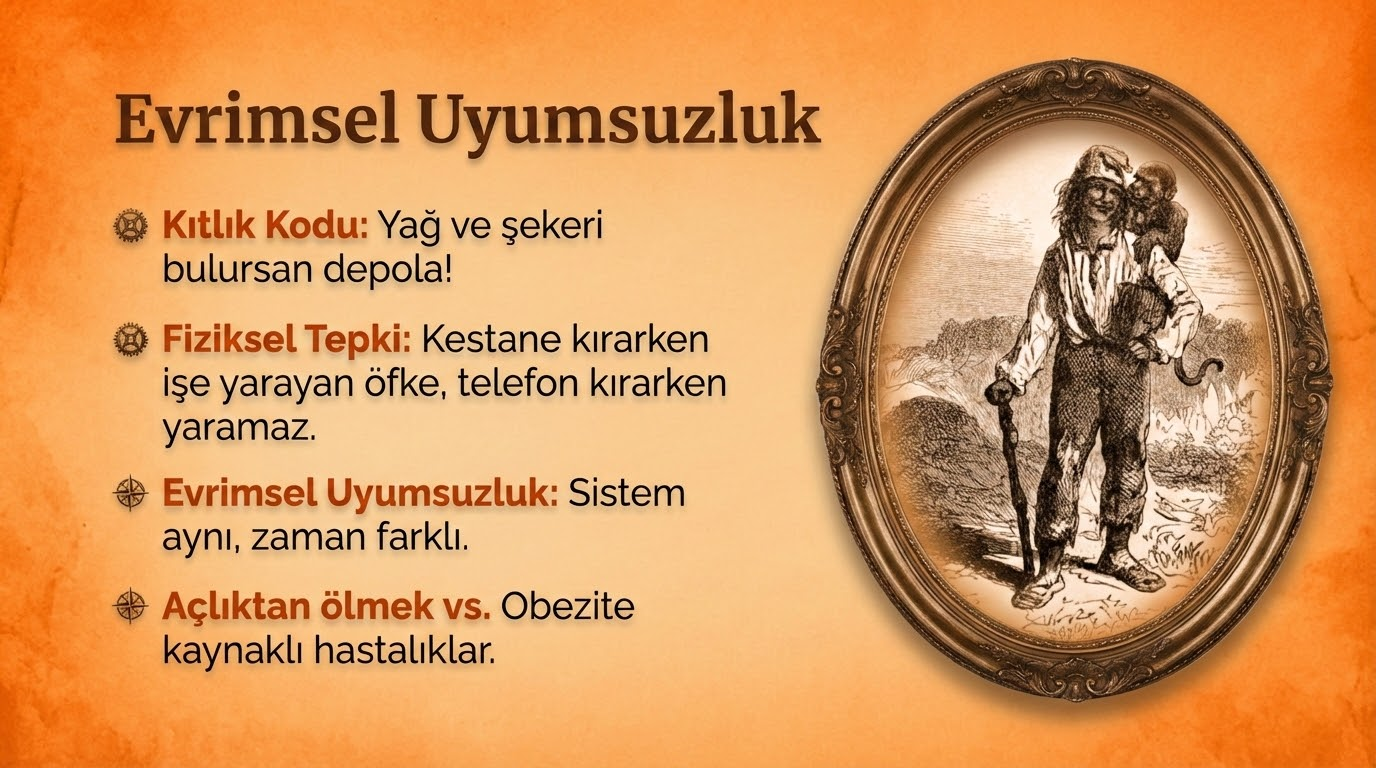 Evrimsel Uyumsuzluk
Kıtlık Kodu: Yağ ve şekeri
bulursan depola!
Fiziksel Tepki: Kestane kırarken
işe yarayan öfke, telefon kırarken
yaramaz.
Evrimsel Uyumsuzluk: Sistem
aynı, zaman farklı.
Açlıktan ölmek vs. Obezite
kaynaklı hastalıklar.